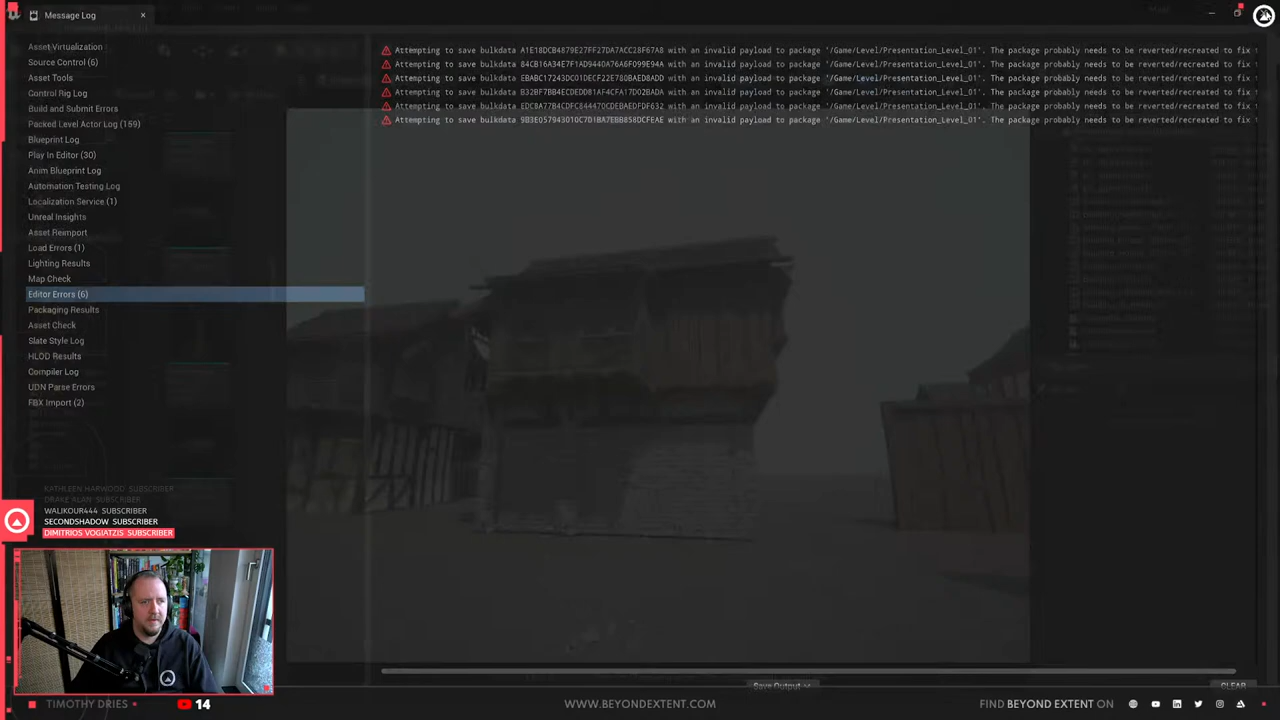 Message Log
Asset Virtualization
Source Control (6)
Asset Tools
Control Rig Log
Build and Submit Errors
Packed Level Actor Log (159)
Blueprint Log
Play In Editor (30)
Anim Blueprint Log
Automation Testing Log
Localization Service (1)
Unreal Insights
Asset Reimport
Load Errors (1)
Lighting Results
Map Check
Editor Errors (6)
Packaging Results
Asset Check
Slate Style Log
HLOD Results
Compiler Log
UDN Parse Errors
FBX Import (2)
Attempting to save bulkdata A1E18DCB4879E27FF27DA7ACC28F67A8 with an invalid payload to package '/Game/Level/Presentation_Level_01'. The package probably needs to be reverted/recreated to fix
Attempting to save bulkdata 84CB16A34E7F1AD9440A76A6F099E94A with an invalid payload to package '/Game/Level/Presentation_Level_01'. The package probably needs to be reverted/recreated to fix
Attempting to save bulkdata EBABC17243DC01DECF22E780BAED8ADD with an invalid payload to package '/Game/Level/Presentation_Level_01'. The package probably needs to be reverted/recreated to fix
Attempting to save bulkdata B32BF7BB4ECDEDD81AF4CFA17D02BADA with an invalid payload to package '/Game/Level/Presentation_Level_01'. The package probably needs to be reverted/recreated to fix
Attempting to save bulkdata EDC8A77B4CDFC844470CDEBAEDFDF632 with an invalid payload to package '/Game/Level/Presentation_Level_01'. The package probably needs to be reverted/recreated to fix
Attempting to save bulkdata with an invalid payload to package '/Game/Level/Presentation_Level_01'. The package probably needs to be reverted/recreated to fix
Save Output
CLEAR
KATHLEEN HARWOOD SUBSCRIBER
DRAKE ALAN SUBSCRIBER
WALIKOUR444 SUBSCRIBER
SECONDSHADOW SUBSCRIBER
DIMITRIOS VOGIATZIS SUBSCRIBER
TIMOTHY DRIES
14
WWW.BEYONDEXTENT.COM
FIND BEYOND EXTENT ON